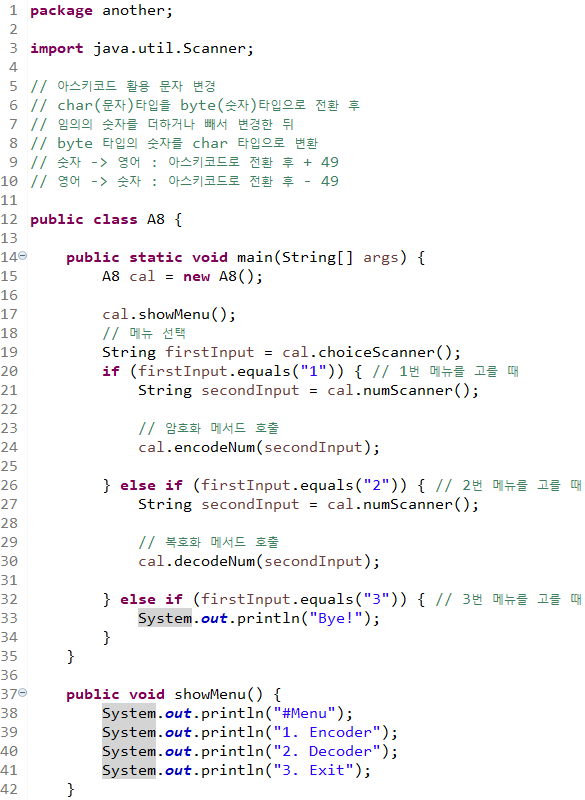 1 package another;
2
3 import java.util.Scanner;
4
5 // 아스키코드 활용 문자 변경
6 // char(문자)타입을 byte(숫자)타입으로 전환 후
7 // 임의의 숫자를 더하거나 빼서 변경한 뒤
8 // byte 타입의 숫자를 char 타입으로 변환
9 // 숫자 -> 영어 : 아스키코드로 전환 후 + 49
10 // 영어 -> 숫자 : 아스키코드로 전환 후 - 49
11
12 public class A8 {
13
14 public static void main(String[] args) {
15 A8 cal = new A8();
16
17 cal.showMenu();
18 // 메뉴 선택
19 String firstInput = cal.choiceScanner();
20 if (firstInput.equals("1")) { // 1번 메뉴를 고를 때
21 String secondInput = cal.numScanner();
22
23 // 암호화 메서드 호출
24 cal.encodeNum(secondInput);
25
26 } else if (firstInput.equals("2")) { // 2번 메뉴를 고를 때
27 String secondInput = cal.numScanner();
28
29 // 복호화 메서드 호출
30 cal.decodeNum(secondInput);
31
32 } else if (firstInput.equals("3")) { // 3번 메뉴를 고를 때
33 System.out.println("Bye!");
34 }
35 }
36
37 public void showMenu() {
38 System.out.println("#Menu");
39 System.out.println("1. Encoder");
40 System.out.println("2. Decoder");
41 System.out.println("3. Exit");
42 }